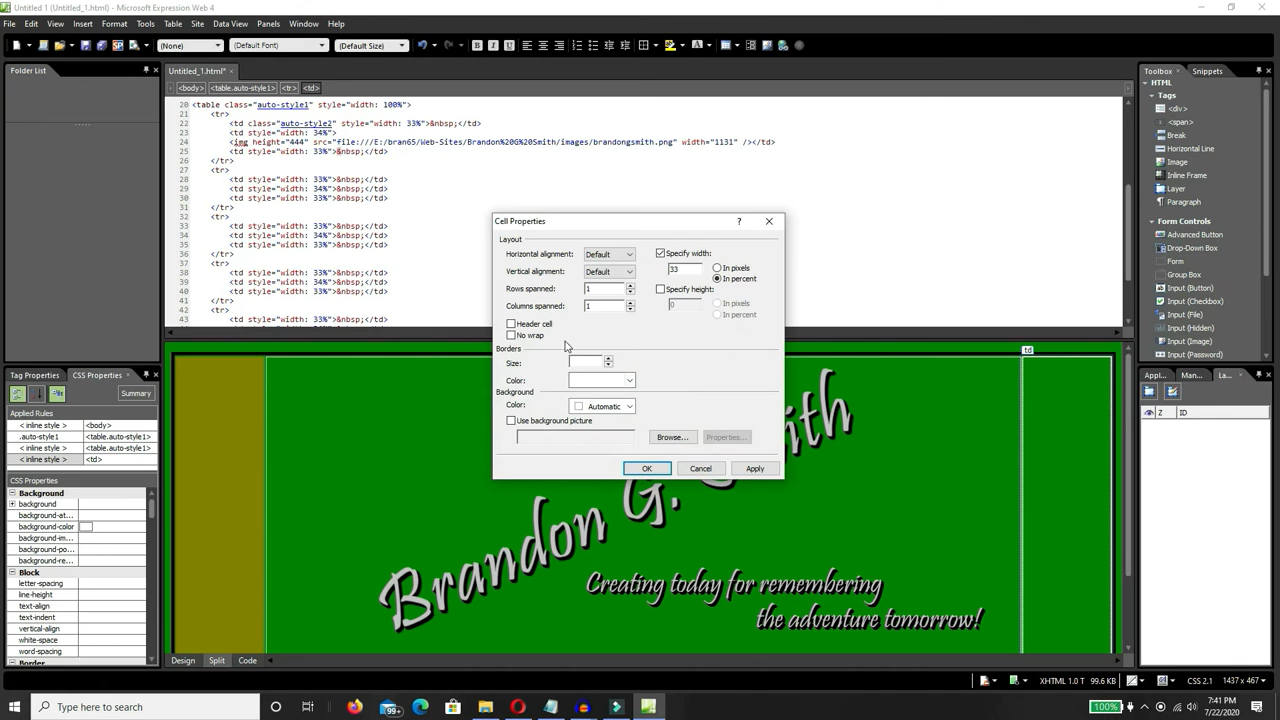 Untitled 1 (Untitled_1.html*) - Microsoft Expression Web 4
File Edit View Insert Format Tools Table Site Data View Panels Window Help
(None) (Default Font) (Default Size) B I U A
Folder List
Untitled_1.html*
<body> <table.auto-style1> <tr> <td>
20 <table class="auto-style1" style="width: 100%">
21 <tr>
22 <td class="auto-style2" style="width: 33%">&nbsp;</td>
23 <td style="width: 34%">
24 <img height="444" src="file:///E:/bran65/Web-Sites/Brandon%20G%20Smith/images/brandongsmith.png" width="1131" /></td>
25 <td style="width: 33%">&nbsp;</td>
26 </tr>
27 <tr>
28 <td style="width: 33%">&nbsp;</td>
29 <td style="width: 34%">&nbsp;</td>
30 <td style="width: 33%">&nbsp;</td>
31 </tr>
32 <tr>
33 <td style="width: 33%">&nbsp;</td>
34 <td style="width: 34%">&nbsp;</td>
35 <td style="width: 33%">&nbsp;</td>
36 </tr>
37 <tr>
38 <td style="width: 33%">&nbsp;</td>
39 <td style="width: 34%">&nbsp;</td>
40 <td style="width: 33%">&nbsp;</td>
41 </tr>
42 <tr>
43 <td style="width: 33%">&nbsp;</td>
Toolbox Snippets
HTML
Tags
<div>
<span>
Break
Horizontal Line
Image
Inline Frame
Layer
Paragraph
Form Controls
Advanced Button
Drop-Down Box
Form
Group Box
Input (Button)
Input (Checkbox)
Input (File)
Input (Hidden)
Input (Image)
Input (Password)
Cell Properties ?
Layout
Horizontal alignment: Default
Specify width:
33 In pixels
In percent
Vertical alignment: Default
Rows spanned: 1
Specify height:
0 In pixels
In percent
Columns spanned: 1
Header cell
No wrap
Borders
Size:
Color:
Background
Color: Automatic
Use background picture
Browse... Properties...
OK Cancel Apply
td
Brandon G. Smith
Creating today for remembering
the adventure tomorrow!
Tag Properties CSS Properties
Summary
Applied Rules
< inline style > <body>
.auto-style1 <table.auto-style1>
< inline style > <table.auto-style1>
< inline style > <td>
CSS Properties
Background
background
background-at...
background-color
background-im...
background-po...
background-re...
Block
letter-spacing
line-height
text-align
text-indent
vertical-align
white-space
word-spacing
Border
Appl... Man... La...
Z ID
Design Split Code
XHTML 1.0 T 99.6 KB CSS 2.1 1437 x 467
Type here to search
99+
100%
7:41 PM
7/22/2020